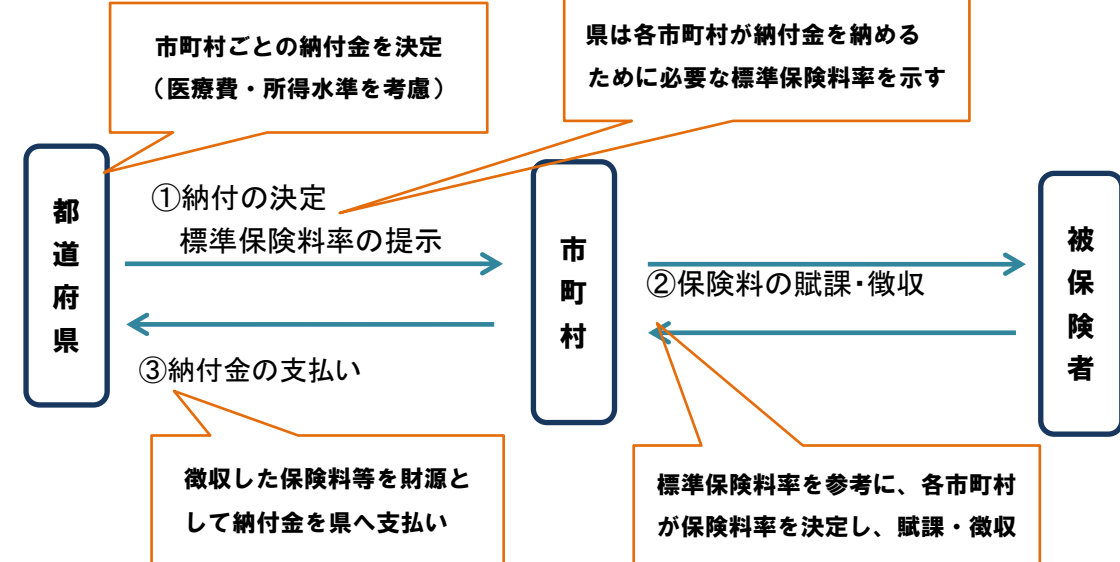 市町村ごとの納付金を決定
（医療費・所得水準を考慮）
県は各市町村が納付金を納める
ために必要な標準保険料率を示す
都道府県
①納付の決定
標準保険料率の提示
市町村
②保険料の賦課・徴収
被保険者
③納付金の支払い
徴収した保険料等を財源と
して納付金を県へ支払い
標準保険料率を参考に、各市町村
が保険料率を決定し、賦課・徴収